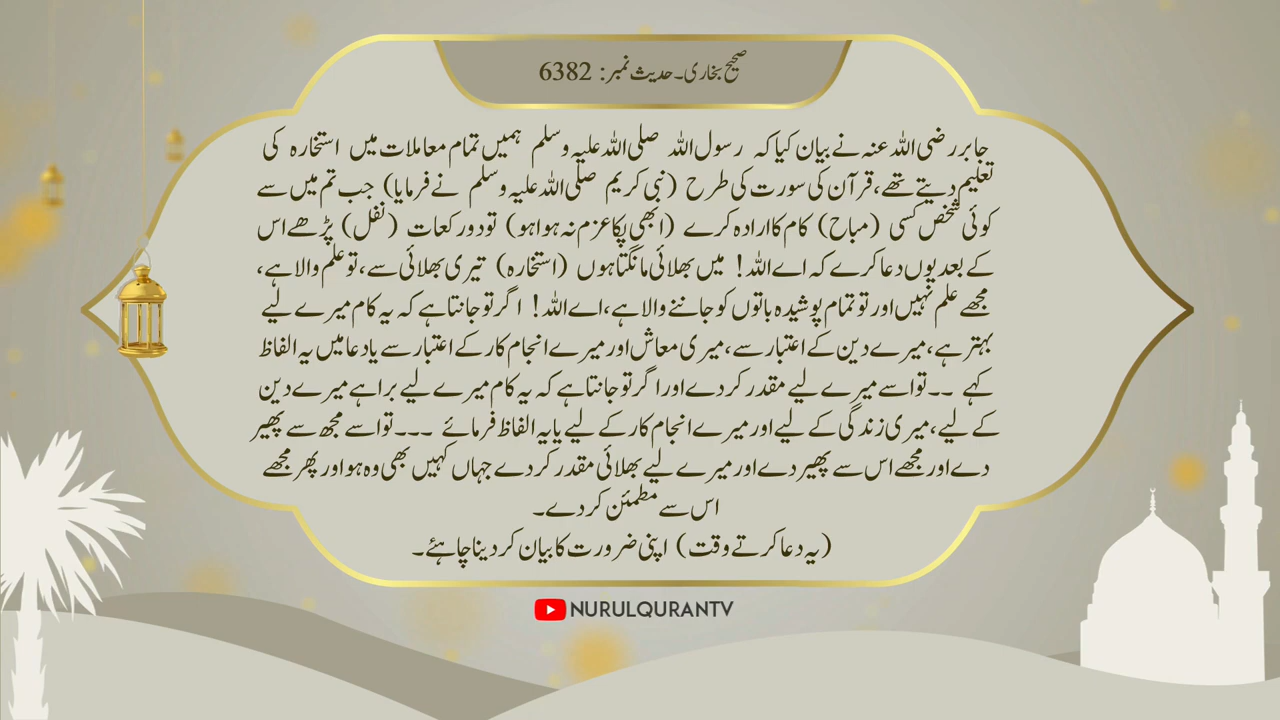 صحیح بخاری۔ حدیث نمبر: 6382
جابر رضی اللہ عنہ نے بیان کیا کہ رسول اللہ صلی اللہ علیہ وسلم ہمیں تمام معاملات میں استخارہ کی
تعلیم دیتے تھے، قرآن کی سورت کی طرح (نبی کریم صلی اللہ علیہ وسلم نے فرمایا) جب تم میں سے
کوئی شخص کسی (مباح) کام کا ارادہ کرے (ابھی پکا عزم نہ ہوا ہو) تو دو رکعات (نفل) پڑھے اس
کے بعد یوں دعا کرے کہ اے اللہ! میں بھلائی مانگتا ہوں (استخارہ) تیری بھلائی سے، تو علم والا ہے،
مجھے علم نہیں اور تو تمام پوشیدہ باتوں کو جاننے والا ہے، اے اللہ! اگر تو جانتا ہے کہ یہ کام میرے لیے
بہتر ہے، میرے دین کے اعتبار سے، میری معاش اور میرے انجام کار کے اعتبار سے یا دعا میں یہ الفاظ
کہے ۔۔ تو اسے میرے لیے مقدر کر دے اور اگر تو جانتا ہے کہ یہ کام میرے لیے برا ہے میرے دین
کے لیے، میری زندگی کے لیے اور میرے انجام کار کے لیے یا یہ الفاظ فرمائے ۔۔۔ تو اسے مجھ سے پھیر
دے اور مجھے اس سے پھیر دے اور میرے لیے بھلائی مقدر کر دے جہاں کہیں بھی وہ ہو اور پھر مجھے
اس سے مطمئن کر دے۔
(یہ دعا کرتے وقت) اپنی ضرورت کا بیان کر دینا چاہئے۔
NURULQURANTV